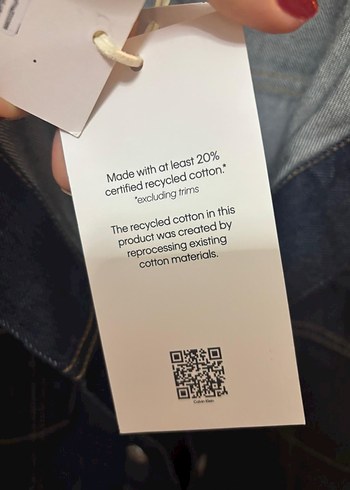 Made with at least 20%
certified recycled cotton.*
*excluding trims
The recycled cotton in this
product was created by
reprocessing existing
cotton materials.